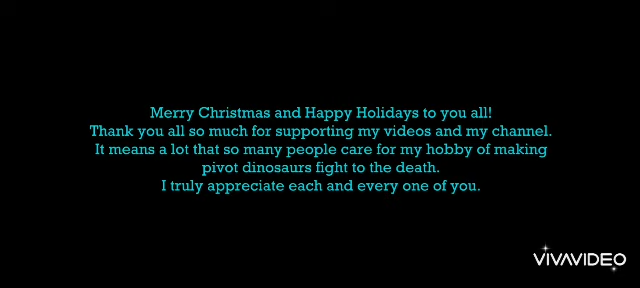 Merry Christmas and Happy Holidays to you all!
Thank you all so much for supporting my videos and my channel.
It means a lot that so many people care for my hobby of making
pivot dinosaurs fight to the death.
I truly appreciate each and every one of you.
VIVAVIDEO